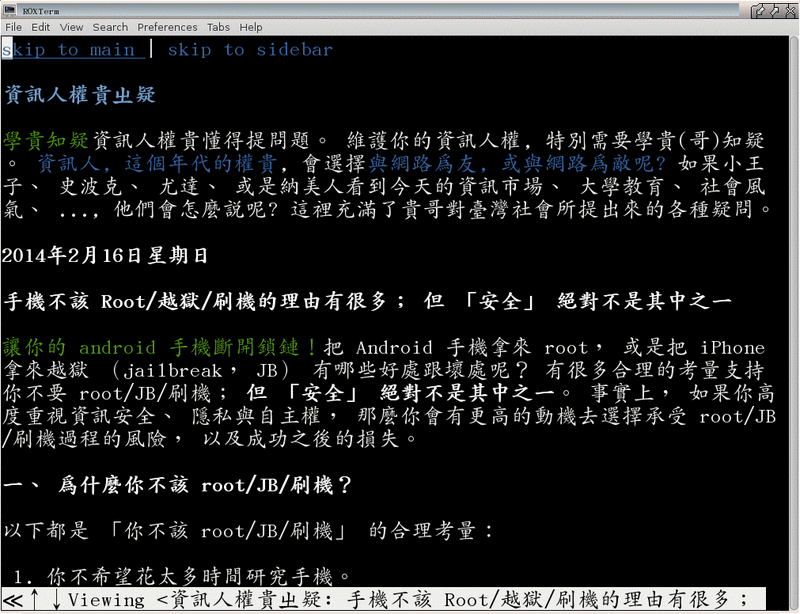 ROXTerm
File Edit View Search Preferences Tabs Help
skip to main | skip to sidebar
資訊人權貴出疑
學貴知疑資訊人權貴懂得提問題。 維護你的資訊人權, 特別需要學貴(哥)知疑
。 資訊人, 這個年代的權貴, 會選擇與網路為友, 或與網路為敵呢? 如果小王
子、 史波克、 尤達、 或是納美人看到今天的資訊市場、 大學教育、 社會風
氣、 ..., 他們會怎麼說呢? 這裡充滿了貴哥對臺灣社會所提出來的各種疑問。
2014年2月16日星期日
手機不該 Root/越獄/刷機的理由有很多; 但 「安全」 絕對不是其中之一
讓你的 android 手機斷開鎖鏈!把 Android 手機拿來 root, 或是把 iPhone
拿來越獄 (jailbreak, JB) 有哪些好處跟壞處呢? 有很多合理的考量支持
你不要 root/JB/刷機; 但 「安全」 絕對不是其中之一。 事實上, 如果你高
度重視資訊安全、 隱私與自主權, 那麼你會有更高的動機去選擇承受 root/JB
/刷機過程的風險, 以及成功之後的損失。
一、 為什麼你不該 root/JB/刷機?
以下都是 「你不該 root/JB/刷機」 的合理考量:
1. 你不希望花太多時間研究手機。
≪↑ ↓Viewing <資訊人權貴出疑: 手機不該 Root/越獄/刷機的理由有很多;